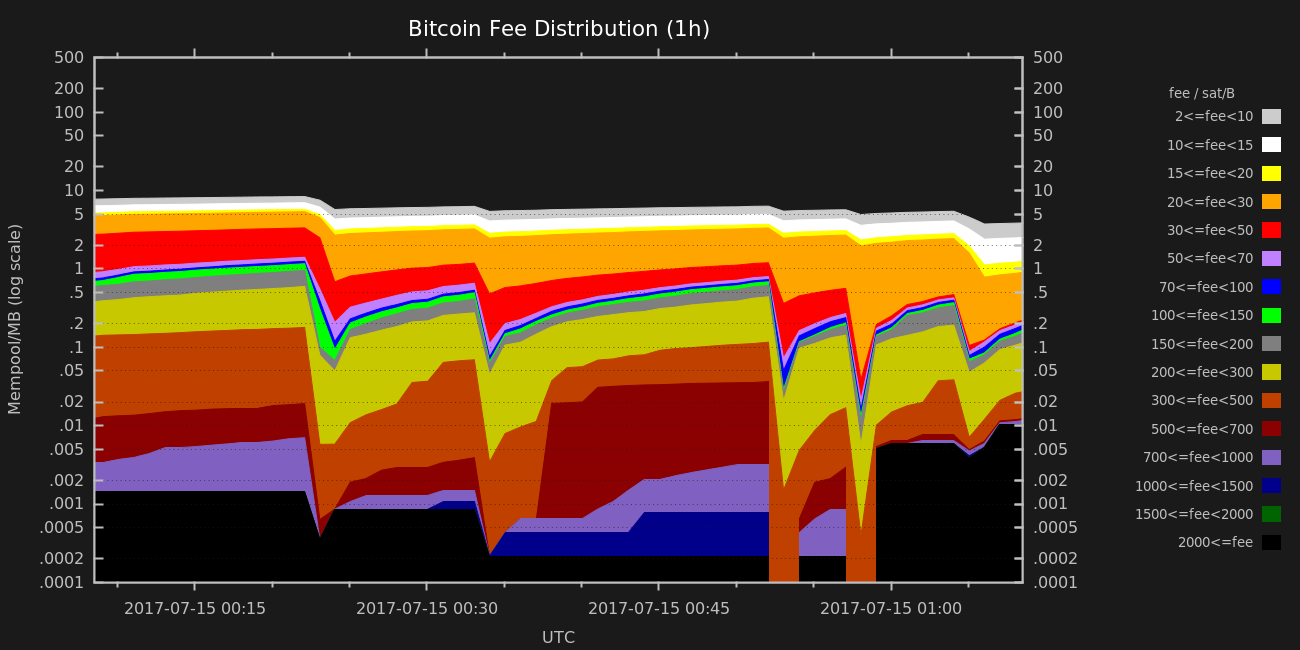 Bitcoin Fee Distribution (1h)
Mempool/MB (log scale)
500
200
100
50
20
10
5
2
1
.5
.2
.1
.05
.02
.01
.005
.002
.001
.0005
.0002
.0001
500
200
100
50
20
10
5
2
1
.5
.2
.1
.05
.02
.01
.005
.002
.001
.0005
.0002
.0001
2017-07-15 00:15
2017-07-15 00:30
2017-07-15 00:45
2017-07-15 01:00
UTC
fee / sat/B
2<=fee<10
10<=fee<15
15<=fee<20
20<=fee<30
30<=fee<50
50<=fee<70
70<=fee<100
100<=fee<150
150<=fee<200
200<=fee<300
300<=fee<500
500<=fee<700
700<=fee<1000
1000<=fee<1500
1500<=fee<2000
2000<=fee